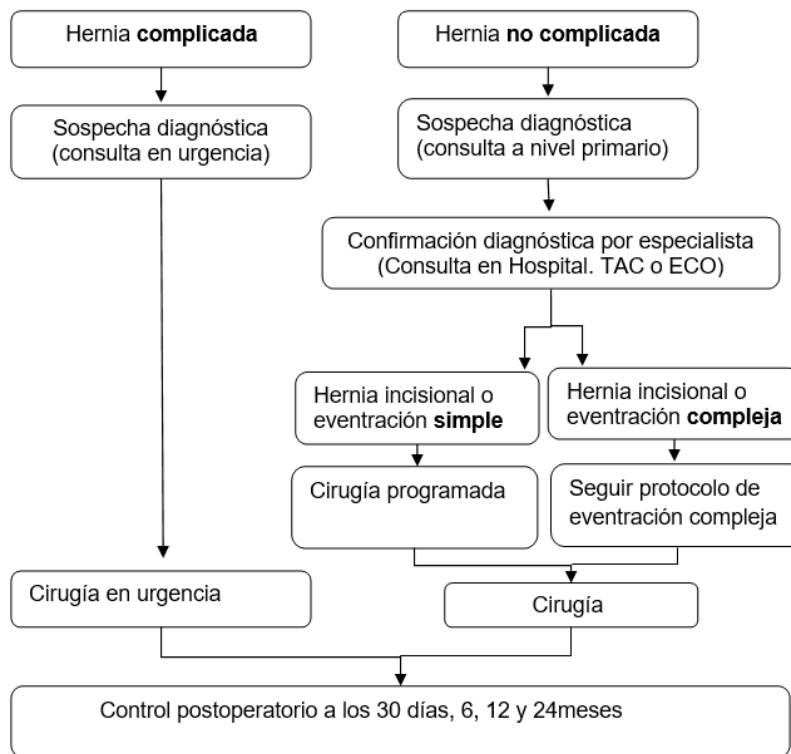 Hernia complicada
Hernia no complicada
Sospecha diagnóstica
(consulta en urgencia)
Sospecha diagnóstica
(consulta a nivel primario)
Confirmación diagnóstica por especialista
(Consulta en Hospital. TAC o ECO)
Hernia incisional o
eventración simple
Hernia incisional o
eventración compleja
Cirugía programada
Seguir protocolo de
eventración compleja
Cirugía en urgencia
Cirugía
Control postoperatorio a los 30 días, 6, 12 y 24meses